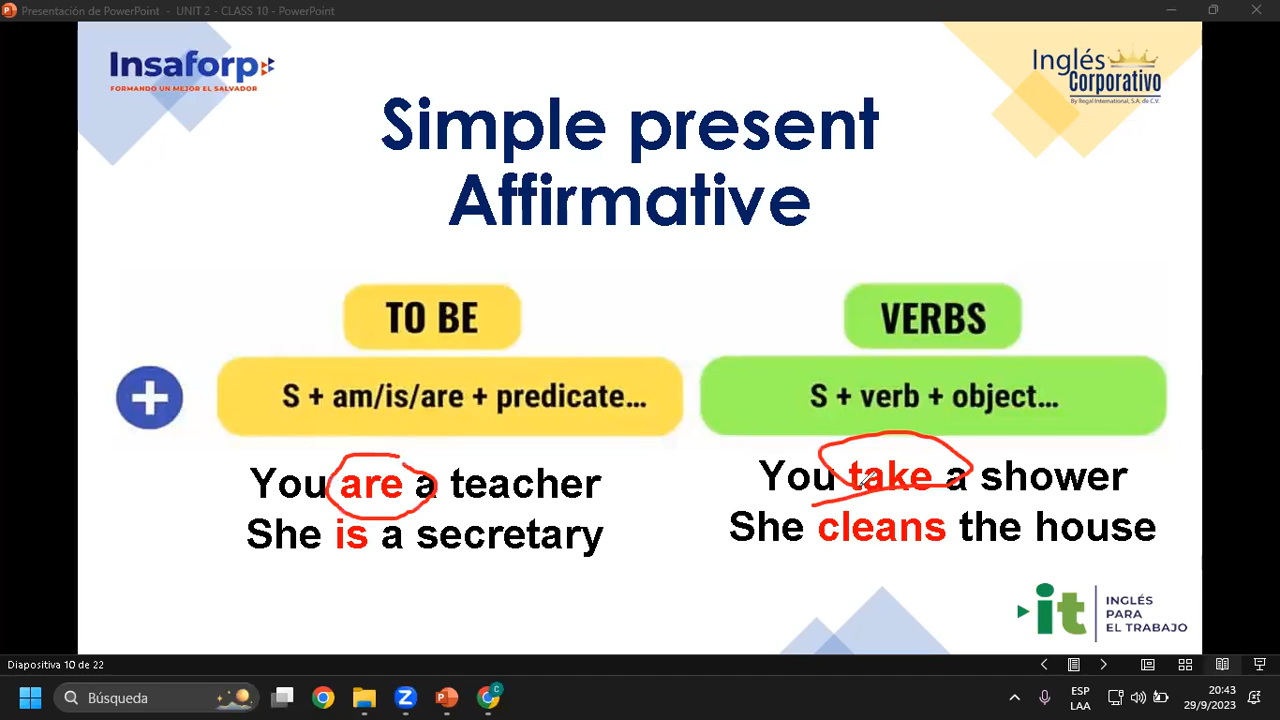 Presentación de PowerPoint - UNIT 2 - CLASS 10 - PowerPoint
Insaforp
FORMANDO UN MEJOR EL SALVADOR
Inglés
Corporativo
By Regal International, S.A. de C.V.
Simple present
Affirmative
TO BE
VERBS
S + am/is/are + predicate...
S + verb + object...
You are a teacher
She is a secretary
You take a shower
She cleans the house
it
INGLÉS
PARA
EL TRABAJO
Diapositiva 10 de 22
Búsqueda
ESP
LAA
20:43
29/9/2023